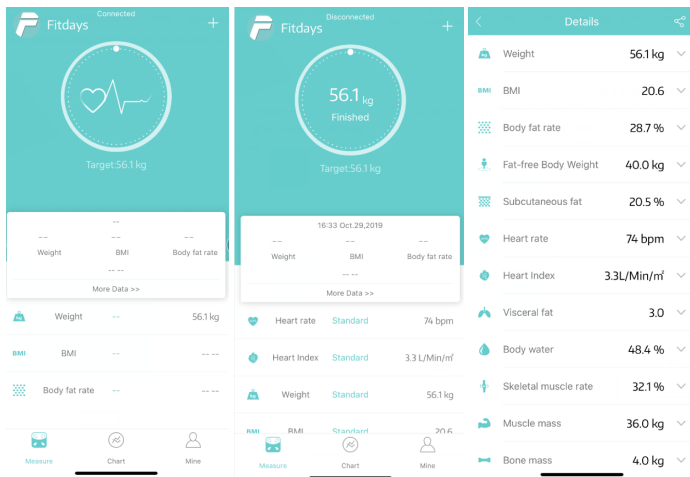 Connected
Fitdays
+
Target:56.1 kg
--
-- -- --
Weight BMI Body fat rate
-- --
More Data >>
Weight -- 56.1 kg
BMI BMI -- -- --
Body fat rate -- -- --
Measure Chart Mine
Disconnected
Fitdays
+
56.1 kg
Finished
Target:56.1 kg
16:33 Oct.29,2019
-- -- --
Weight BMI Body fat rate
-- --
More Data >>
Heart rate Standard 74 bpm
Heart Index Standard 3.3 L/Min/㎡
Weight Standard 56.1 kg
BMI BMI Standard 20.6
Measure Chart Mine
Details
kg Weight 56.1 kg
BMI BMI 20.6
Body fat rate 28.7 %
Fat-free Body Weight 40.0 kg
Subcutaneous fat 20.5 %
Heart rate 74 bpm
Heart Index 3.3L/Min/㎡
Visceral fat 3.0
Body water 48.4 %
Skeletal muscle rate 32.1 %
Muscle mass 36.0 kg
Bone mass 4.0 kg